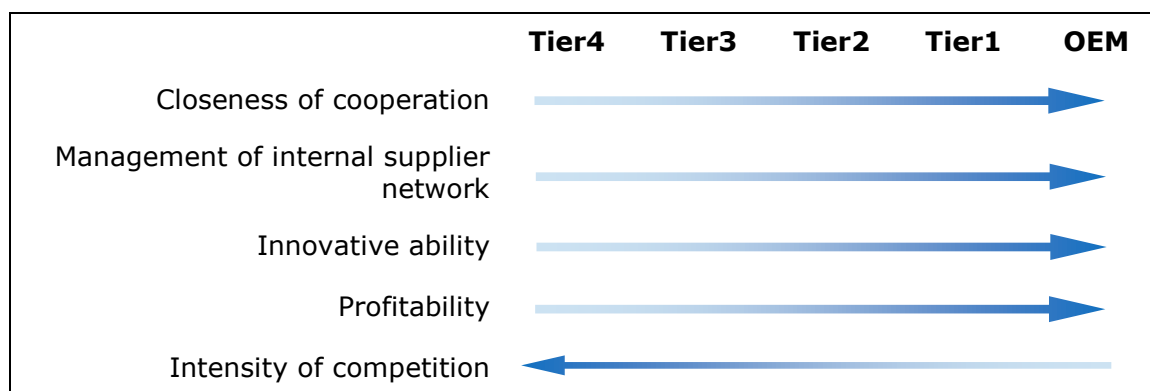 Tier4 Tier3 Tier2 Tier1 OEM
Closeness of cooperation
Management of internal supplier
network
Innovative ability
Profitability
Intensity of competition